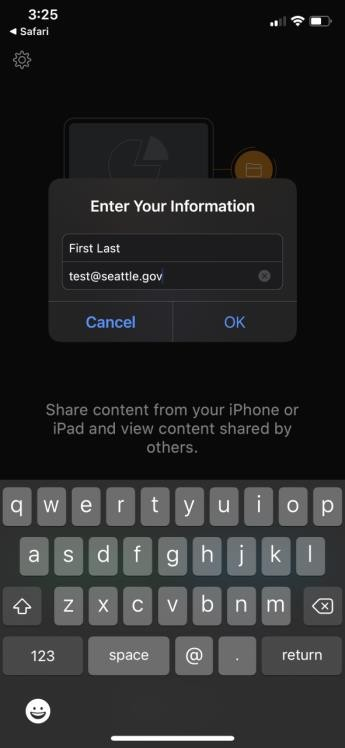 3:25
◀ Safari
Enter Your Information
First Last
test@seattle.gov
Cancel OK
Share content from your iPhone or
iPad and view content shared by
others.
q w e r t y u i o p
a s d f g h j k l
z x c v b n m
123 space @ . return